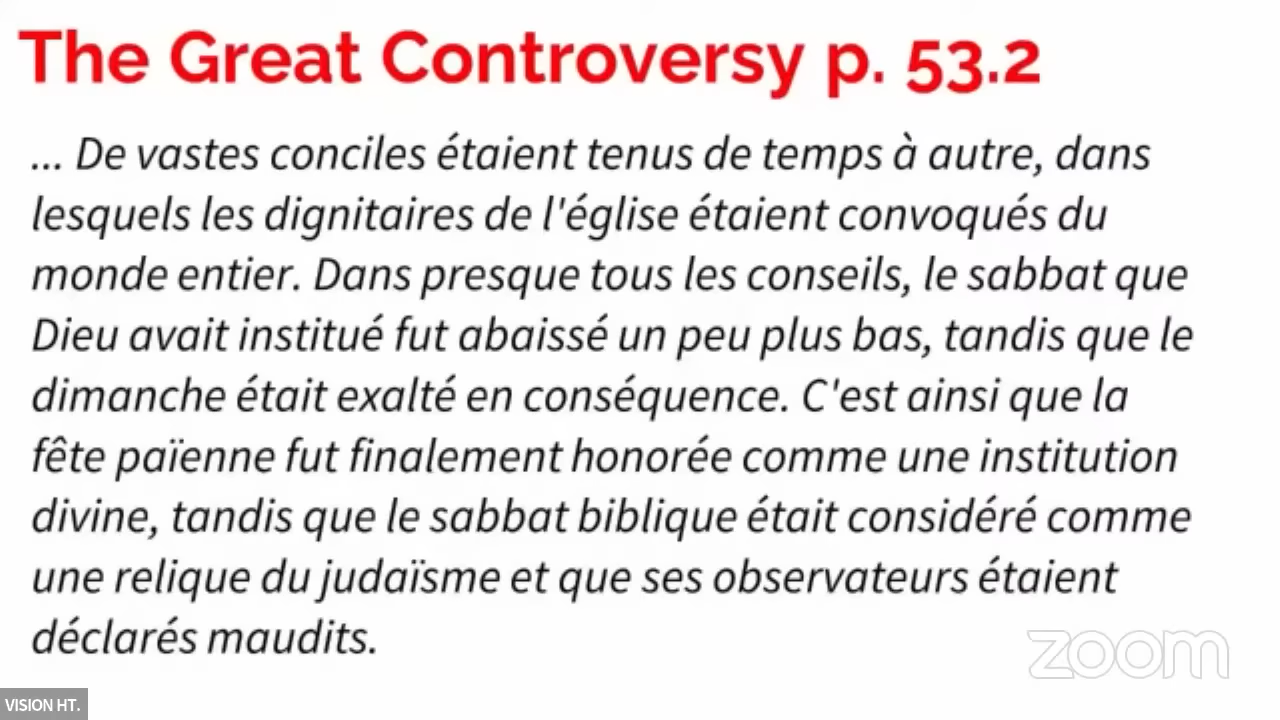 The Great Controversy p. 53.2
... De vastes conciles étaient tenus de temps à autre, dans
lesquels les dignitaires de l'église étaient convoqués du
monde entier. Dans presque tous les conseils, le sabbat que
Dieu avait institué fut abaissé un peu plus bas, tandis que le
dimanche était exalté en conséquence. C'est ainsi que la
fête païenne fut finalement honorée comme une institution
divine, tandis que le sabbat biblique était considéré comme
une relique du judaïsme et que ses observateurs étaient
déclarés maudits.
zoom
VISION HT.